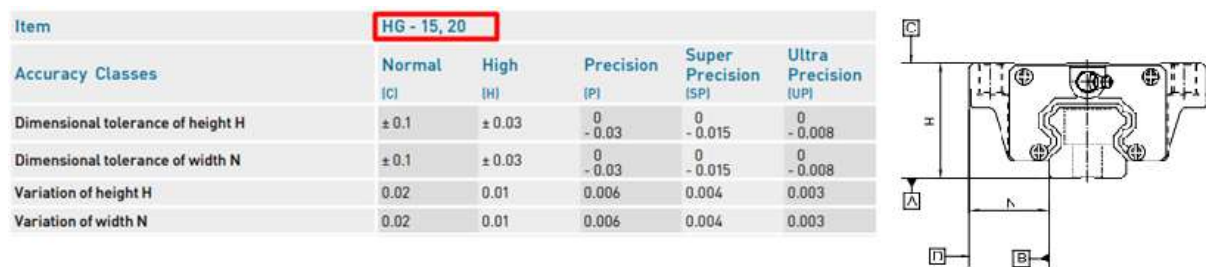 Item HG - 15, 20
Accuracy Classes Normal High Precision Super Precision Ultra Precision
(C) (H) (P) (SP) (UP)
Dimensional tolerance of height H ± 0.1 ± 0.03 0 - 0.03 0 - 0.015 0 - 0.008
Dimensional tolerance of width N ± 0.1 ± 0.03 0 - 0.03 0 - 0.015 0 - 0.008
Variation of height H 0.02 0.01 0.006 0.004 0.003
Variation of width N 0.02 0.01 0.006 0.004 0.003
C
H
A
N
D
B